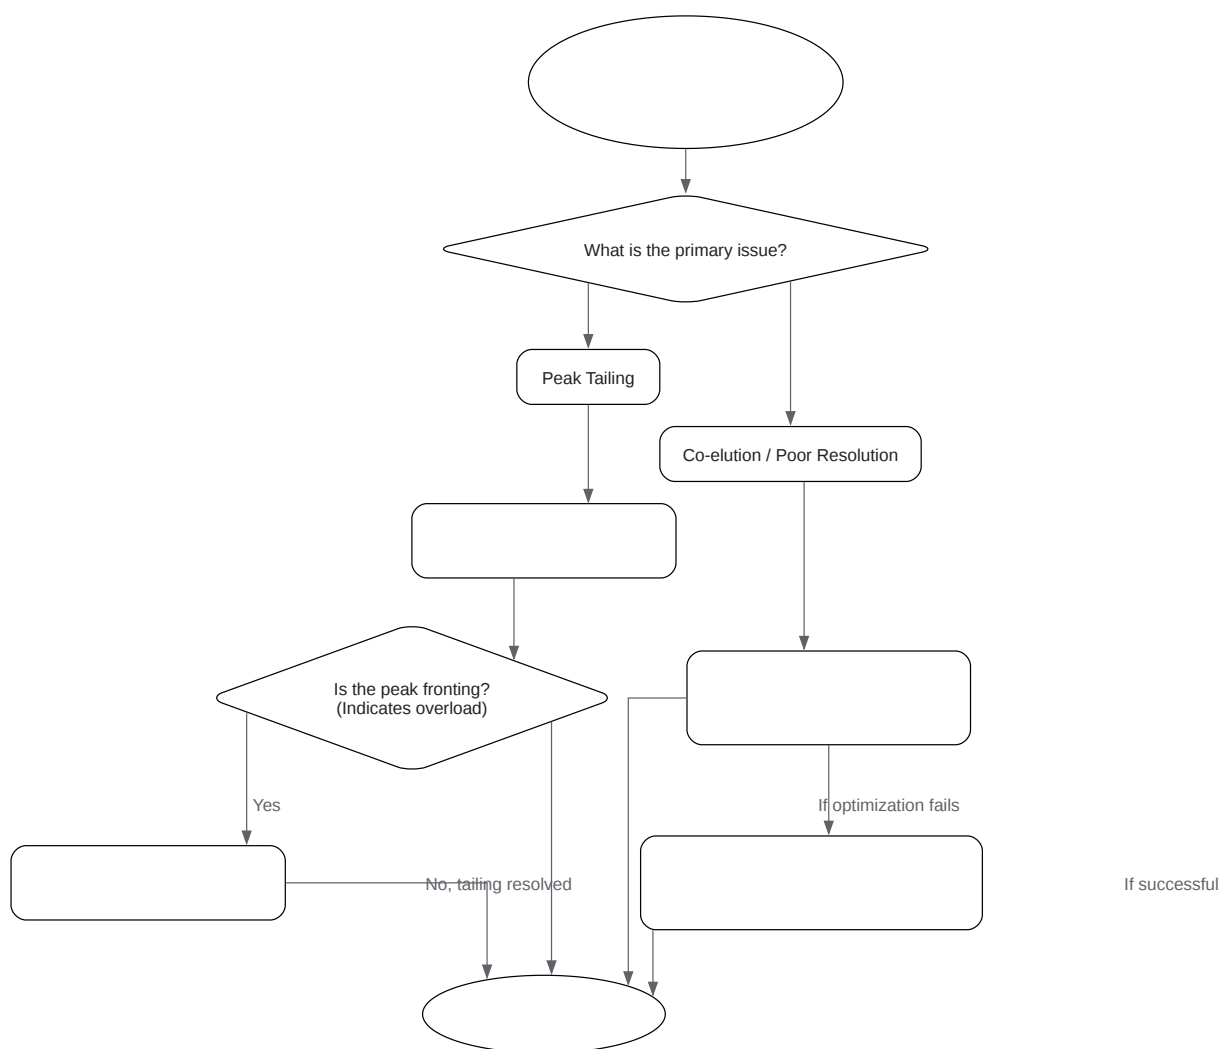 What is the primary issue?
Peak Tailing
Co-elution / Poor Resolution
Is the peak fronting?
(Indicates overload)
Yes
If optimization fails
No, tailing resolved
If successful